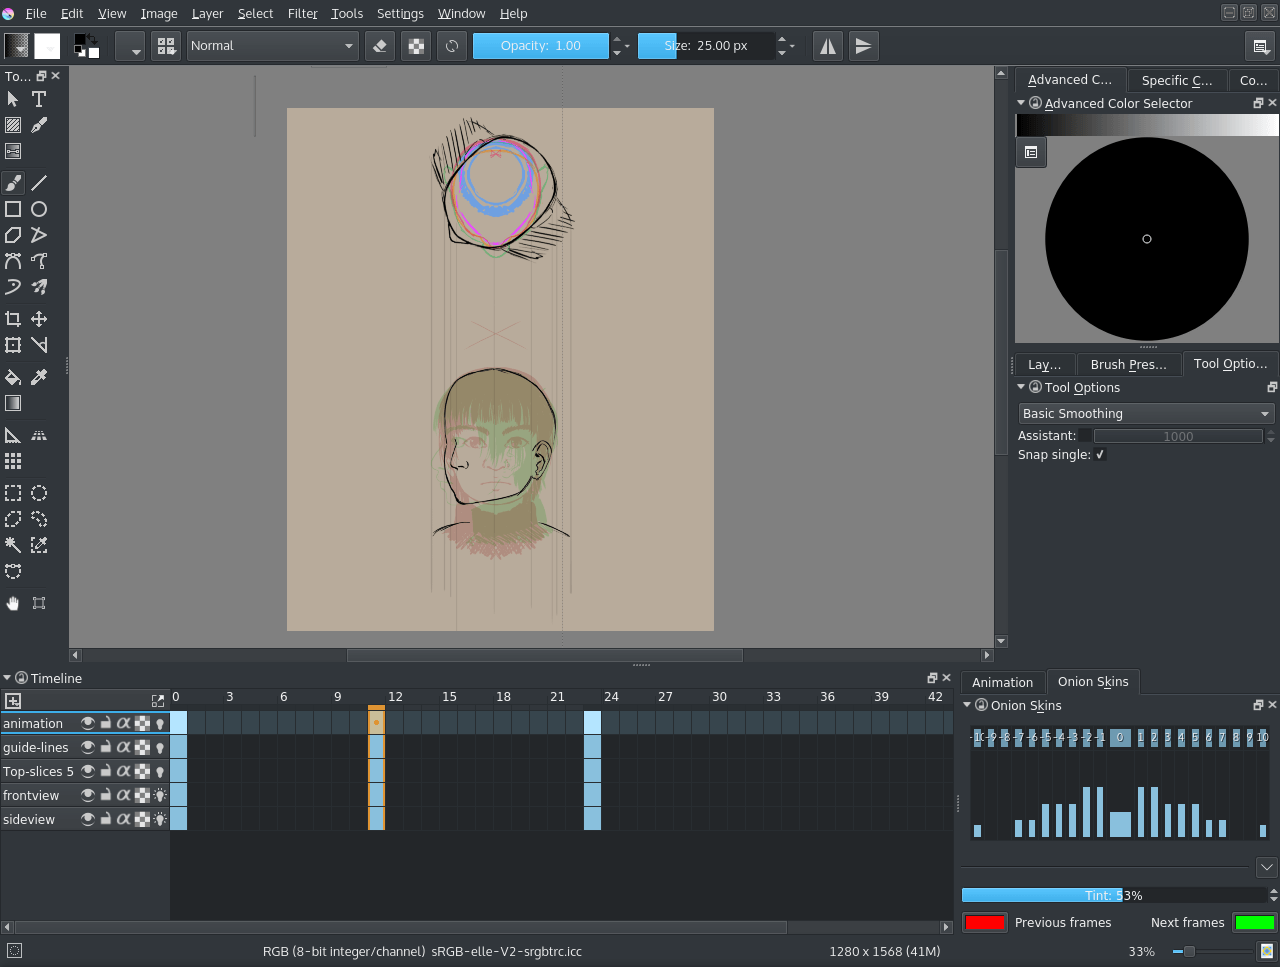 File Edit View Image Layer Select Filter Tools Settings Window Help
Normal Opacity: 1.00 Size: 25.00 px
To...
Advanced C... Specific C... Co...
Advanced Color Selector
Lay... Brush Pres... Tool Optio...
Tool Options
Basic Smoothing
Assistant: 1000
Snap single:
Timeline
0 3 6 9 12 15 18 21 24 27 30 33 36 39 42
animation
guide-lines
Top-slices 5
frontview
sideview
Animation Onion Skins
Onion Skins
-10 -9 -8 -7 -6 -5 -4 -3 -2 -1 0 1 2 3 4 5 6 7 8 9 10
Tint: 53%
Previous frames Next frames
RGB (8-bit integer/channel) sRGB-elle-V2-srgbtrc.icc 1280 x 1568 (41M) 33%